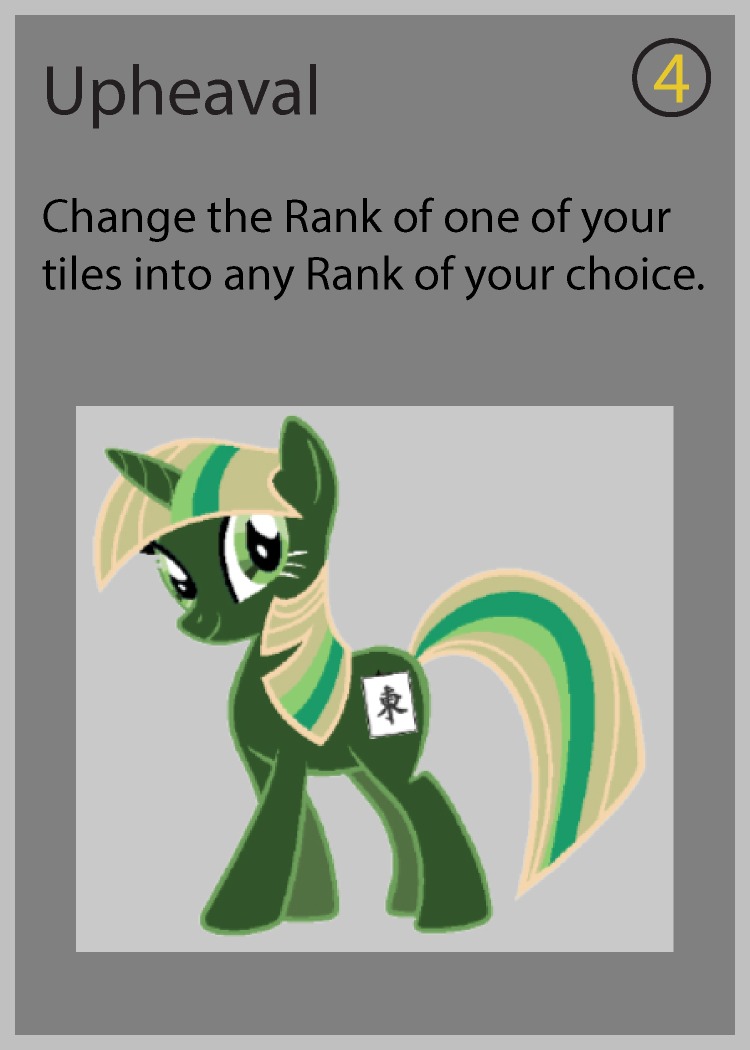 Upheaval
4
Change the Rank of one of your
tiles into any Rank of your choice.
東